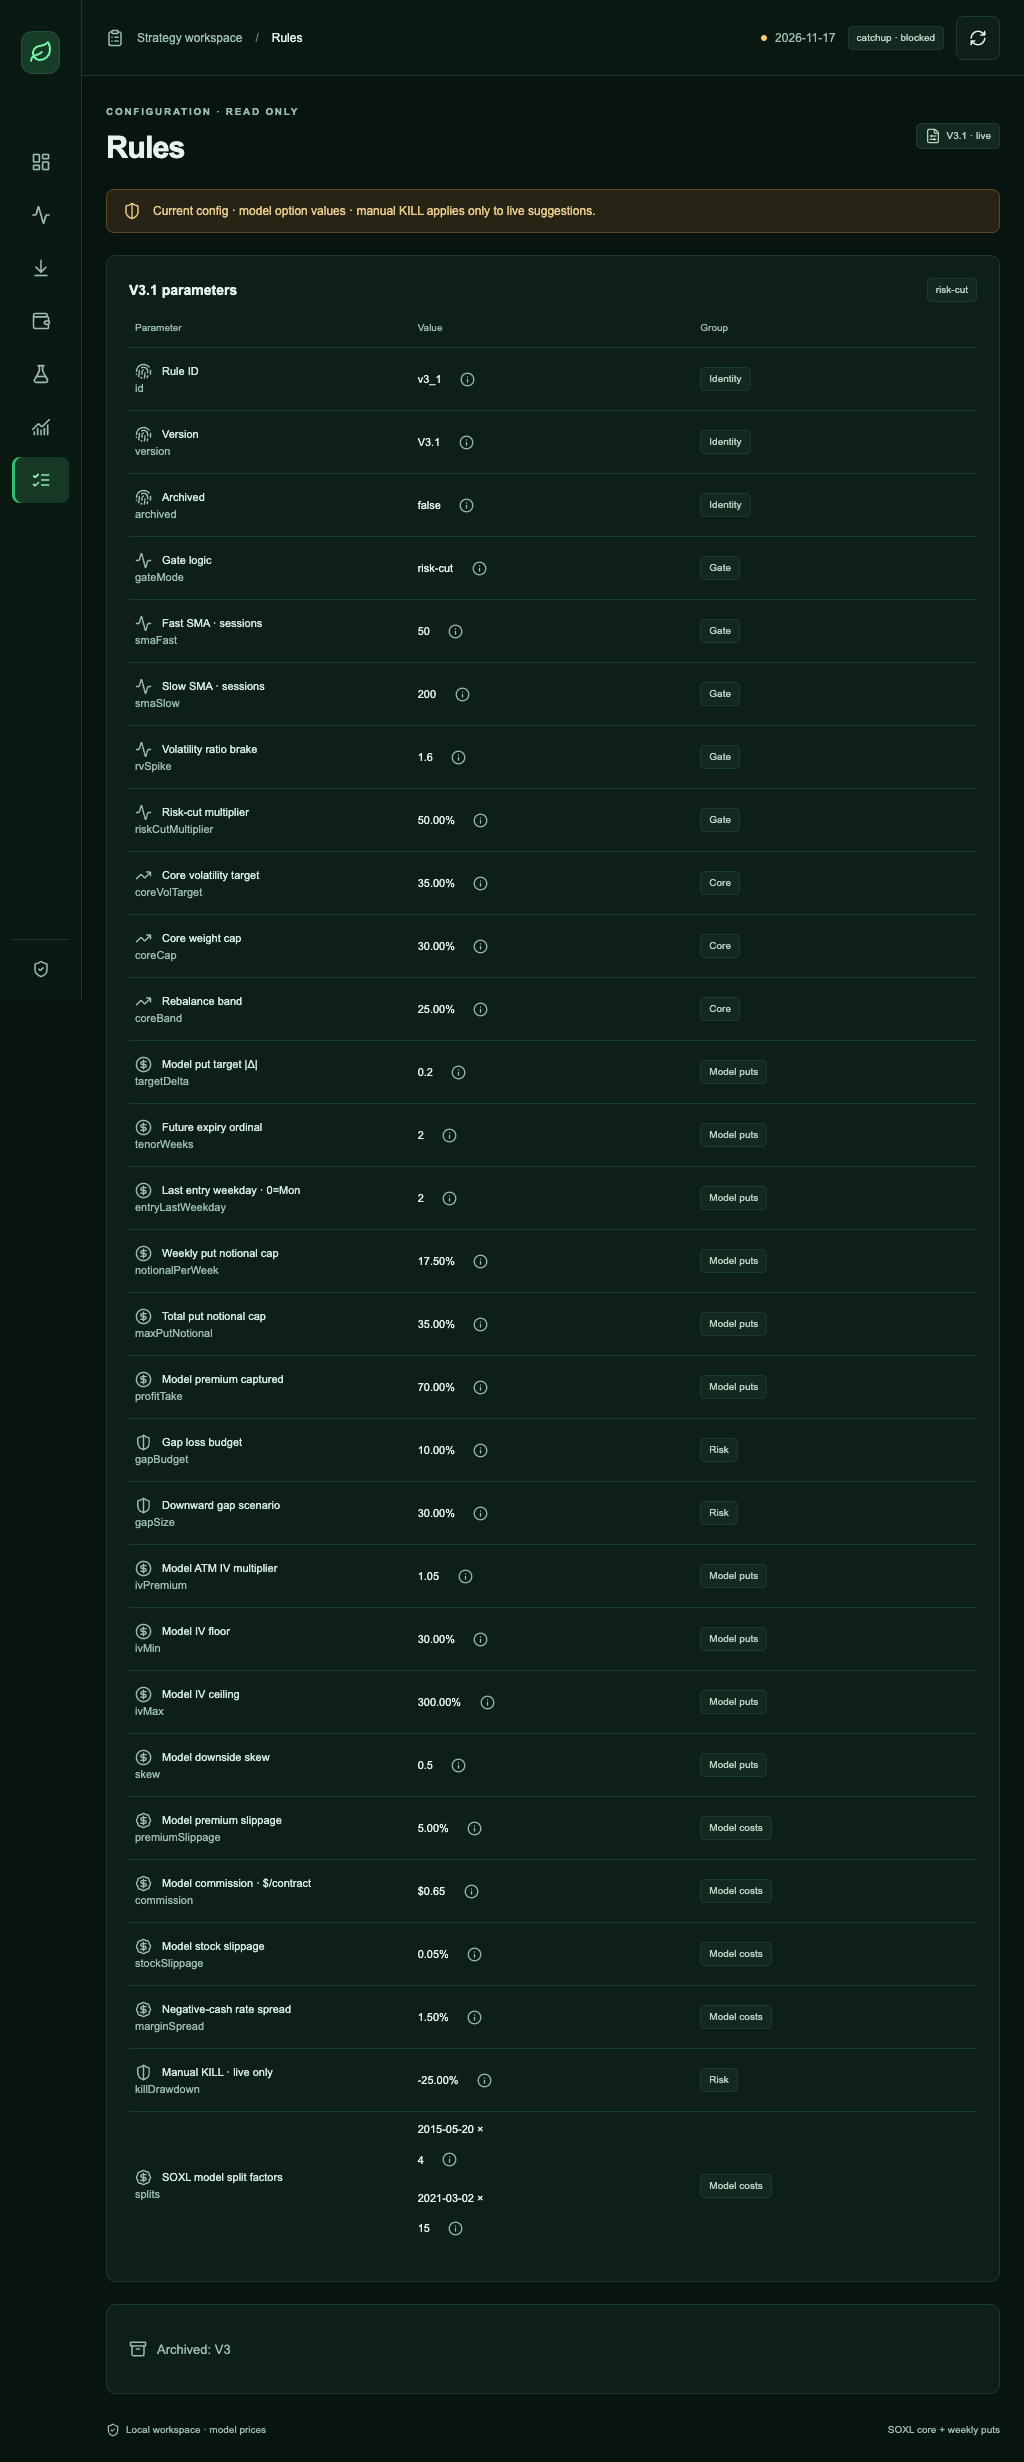 Strategy workspace / Rules
2026-11-17
catchup · blocked
CONFIGURATION · READ ONLY
Rules
V3.1 · live
Current config · model option values · manual KILL applies only to live suggestions.
V3.1 parameters
risk-cut
Parameter Value Group
Rule ID
id
v3_1
Identity
Version
version
V3.1
Identity
Archived
archived
false
Identity
Gate logic
gateMode
risk-cut
Gate
Fast SMA · sessions
smaFast
50
Gate
Slow SMA · sessions
smaSlow
200
Gate
Volatility ratio brake
rvSpike
1.6
Gate
Risk-cut multiplier
riskCutMultiplier
50.00%
Gate
Core volatility target
coreVolTarget
35.00%
Core
Core weight cap
coreCap
30.00%
Core
Rebalance band
coreBand
25.00%
Core
Model put target |Δ|
targetDelta
0.2
Model puts
Future expiry ordinal
tenorWeeks
2
Model puts
Last entry weekday · 0=Mon
entryLastWeekday
2
Model puts
Weekly put notional cap
notionalPerWeek
17.50%
Model puts
Total put notional cap
maxPutNotional
35.00%
Model puts
Model premium captured
profitTake
70.00%
Model puts
Gap loss budget
gapBudget
10.00%
Risk
Downward gap scenario
gapSize
30.00%
Risk
Model ATM IV multiplier
ivPremium
1.05
Model puts
Model IV floor
ivMin
30.00%
Model puts
Model IV ceiling
ivMax
300.00%
Model puts
Model downside skew
skew
0.5
Model puts
Model premium slippage
premiumSlippage
5.00%
Model costs
Model commission · $/contract
commission
$0.65
Model costs
Model stock slippage
stockSlippage
0.05%
Model costs
Negative-cash rate spread
marginSpread
1.50%
Model costs
Manual KILL · live only
killDrawdown
-25.00%
Risk
SOXL model split factors
splits
2015-05-20 ×
4
2021-03-02 ×
15
Model costs
Archived: V3
Local workspace · model prices
SOXL core + weekly puts